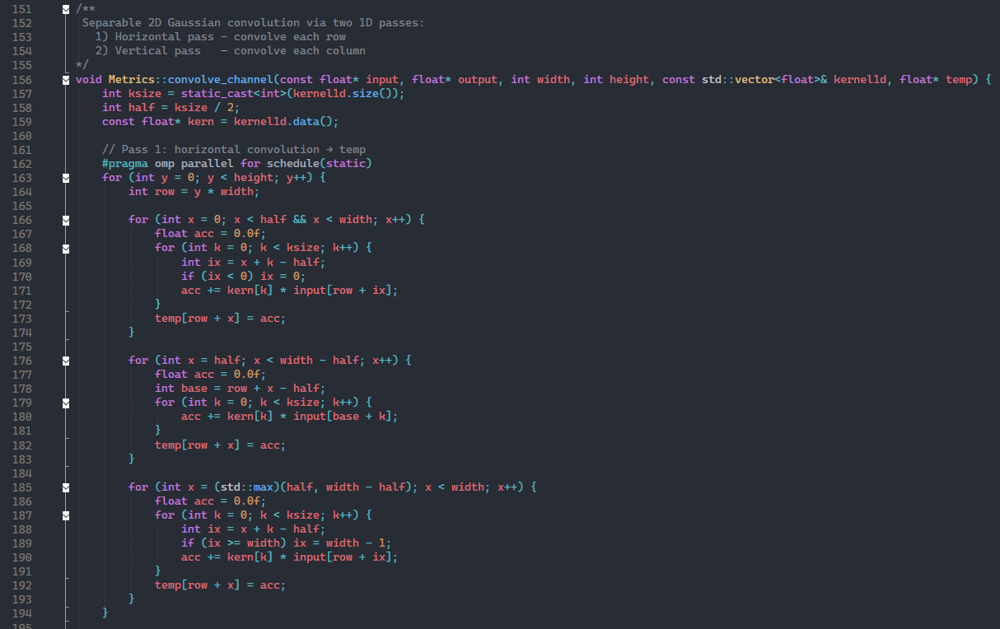 151 /**
152 Separable 2D Gaussian convolution via two 1D passes:
153 1) Horizontal pass — convolve each row
154 2) Vertical pass   — convolve each column
155 */
156 void Metrics::convolve_channel(const float* input, float* output, int width, int height, const std::vector<float>& kernel1d, float* temp) {
157     int ksize = static_cast<int>(kernel1d.size());
158     int half = ksize / 2;
159     const float* kern = kernel1d.data();
160
161     // Pass 1: horizontal convolution → temp
162     #pragma omp parallel for schedule(static)
163     for (int y = 0; y < height; y++) {
164         int row = y * width;
165
166         for (int x = 0; x < half && x < width; x++) {
167             float acc = 0.0f;
168             for (int k = 0; k < ksize; k++) {
169                 int ix = x + k - half;
170                 if (ix < 0) ix = 0;
171                 acc += kern[k] * input[row + ix];
172             }
173             temp[row + x] = acc;
174         }
175
176         for (int x = half; x < width - half; x++) {
177             float acc = 0.0f;
178             int base = row + x - half;
179             for (int k = 0; k < ksize; k++) {
180                 acc += kern[k] * input[base + k];
181             }
182             temp[row + x] = acc;
183         }
184
185         for (int x = (std::max)(half, width - half); x < width; x++) {
186             float acc = 0.0f;
187             for (int k = 0; k < ksize; k++) {
188                 int ix = x + k - half;
189                 if (ix >= width) ix = width - 1;
190                 acc += kern[k] * input[row + ix];
191             }
192             temp[row + x] = acc;
193         }
194     }
195